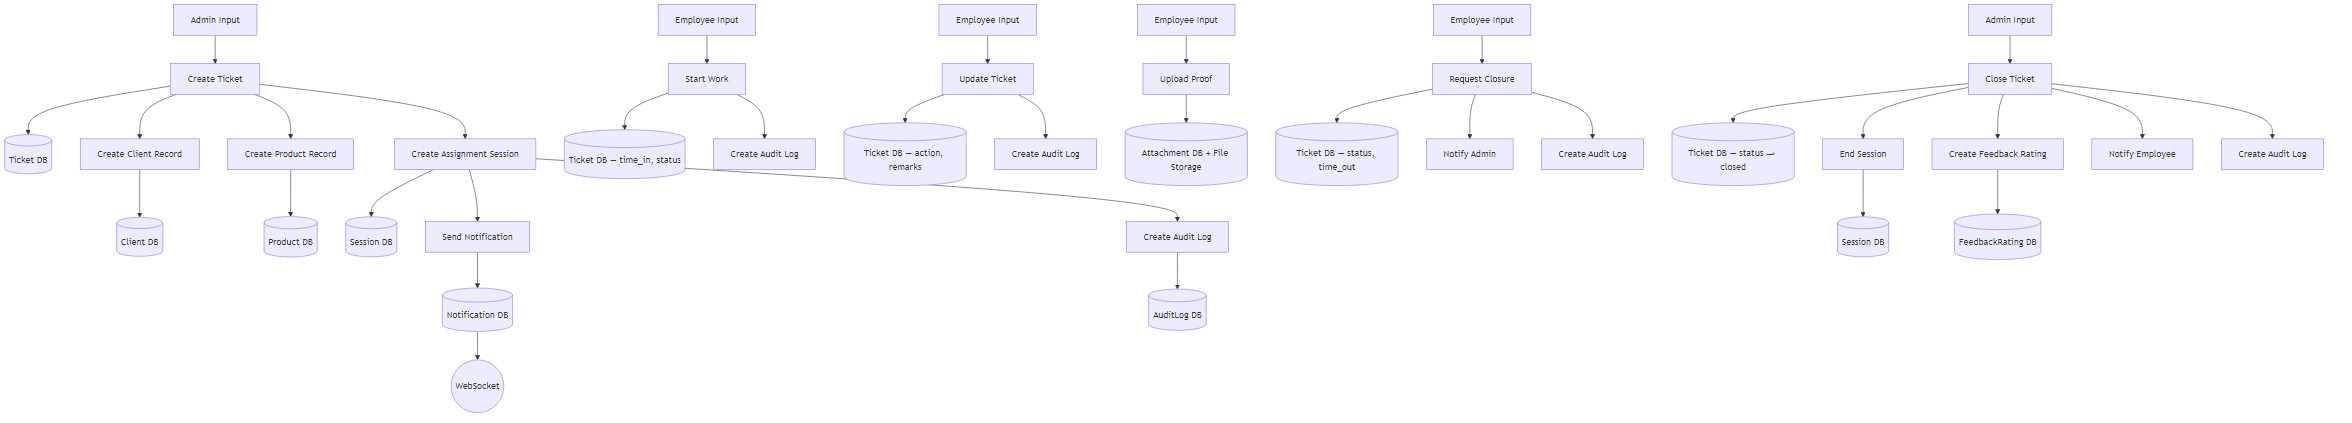 Admin Input
Employee Input
Employee Input
Employee Input
Employee Input
Admin Input
Create Ticket
Start Work
Update Ticket
Upload Proof
Request Closure
Close Ticket
Ticket DB
Create Client Record
Create Product Record
Create Assignment Session
Ticket DB — time_in, status
Create Audit Log
Ticket DB — action,
remarks
Create Audit Log
Attachment DB + File
Storage
Ticket DB — status,
time_out
Notify Admin
Create Audit Log
Ticket DB — status →
closed
End Session
Create Feedback Rating
Notify Employee
Create Audit Log
Client DB
Product DB
Session DB
Send Notification
Create Audit Log
Session DB
FeedbackRating DB
Notification DB
AuditLog DB
WebSocket